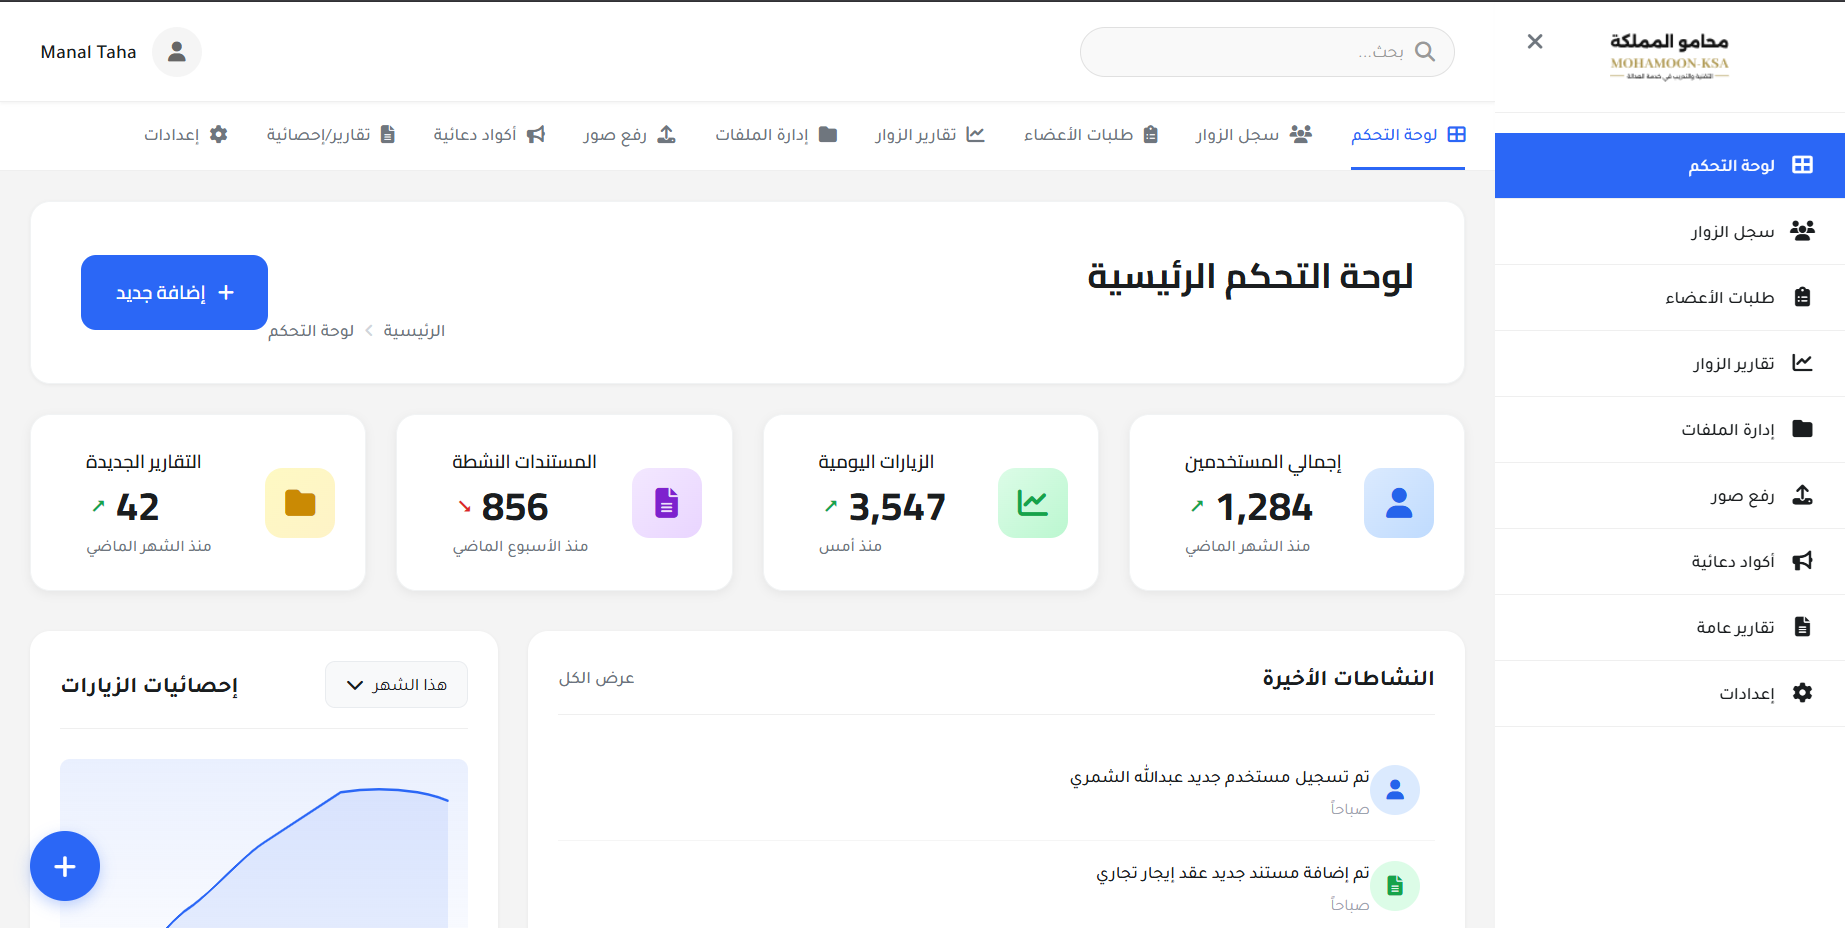 محامو المملكة
MOHAMOON-KSA
التقنية والتدريب في خدمة العدالة
لوحة التحكم
سجل الزوار
طلبات الأعضاء
تقارير الزوار
إدارة الملفات
رفع صور
أكواد دعائية
تقارير عامة
إعدادات
بحث...
Manal Taha
لوحة التحكم
سجل الزوار
طلبات الأعضاء
تقارير الزوار
إدارة الملفات
رفع صور
أكواد دعائية
تقارير/إحصائية
إعدادات
لوحة التحكم الرئيسية
الرئيسية
لوحة التحكم
إضافة جديد
إجمالي المستخدمين
1,284
منذ الشهر الماضي
الزيارات اليومية
3,547
منذ أمس
المستندات النشطة
856
منذ الأسبوع الماضي
التقارير الجديدة
42
منذ الشهر الماضي
النشاطات الأخيرة
عرض الكل
تم تسجيل مستخدم جديد عبدالله الشمري
صباحاً
تم إضافة مستند جديد عقد إيجار تجاري
صباحاً
هذا الشهر
إحصائيات الزيارات